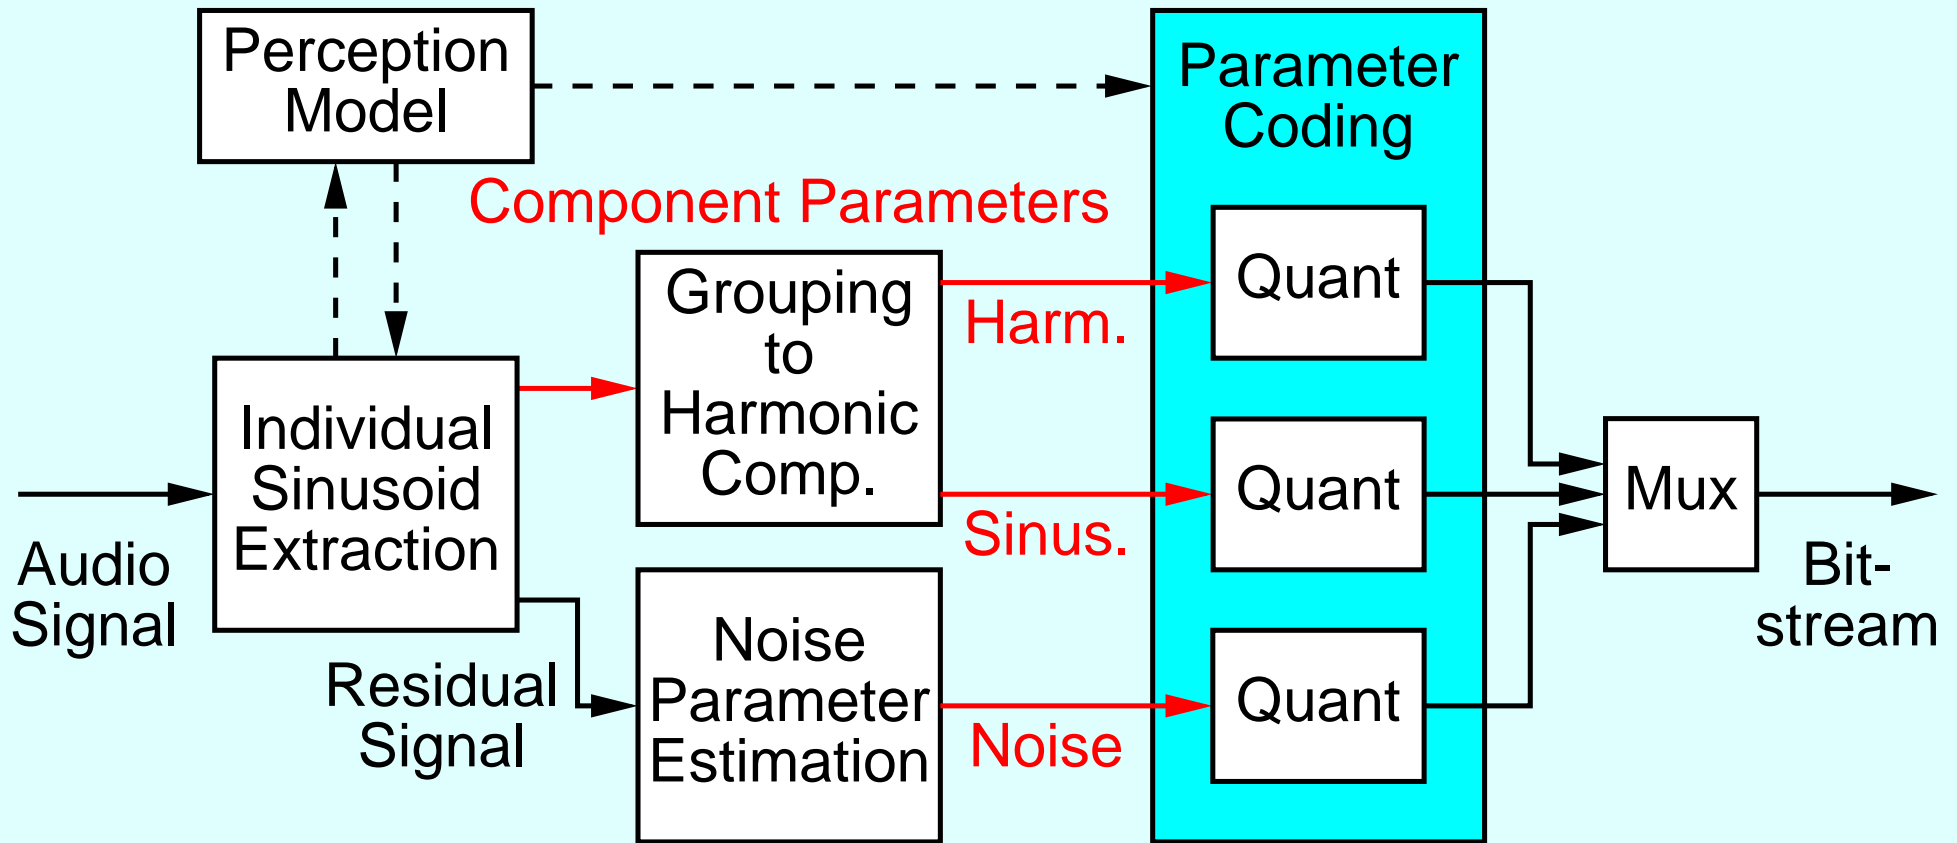 Perception
Model
Parameter
Coding
Component Parameters
Quant
Grouping
to
Harmonic
Comp.
Harm.
Individual
Sinusoid
Extraction
Quant
Mux
Sinus.
Audio
Signal
Bit-
stream
Residual
Signal
Noise
Parameter
Estimation
Quant
Noise